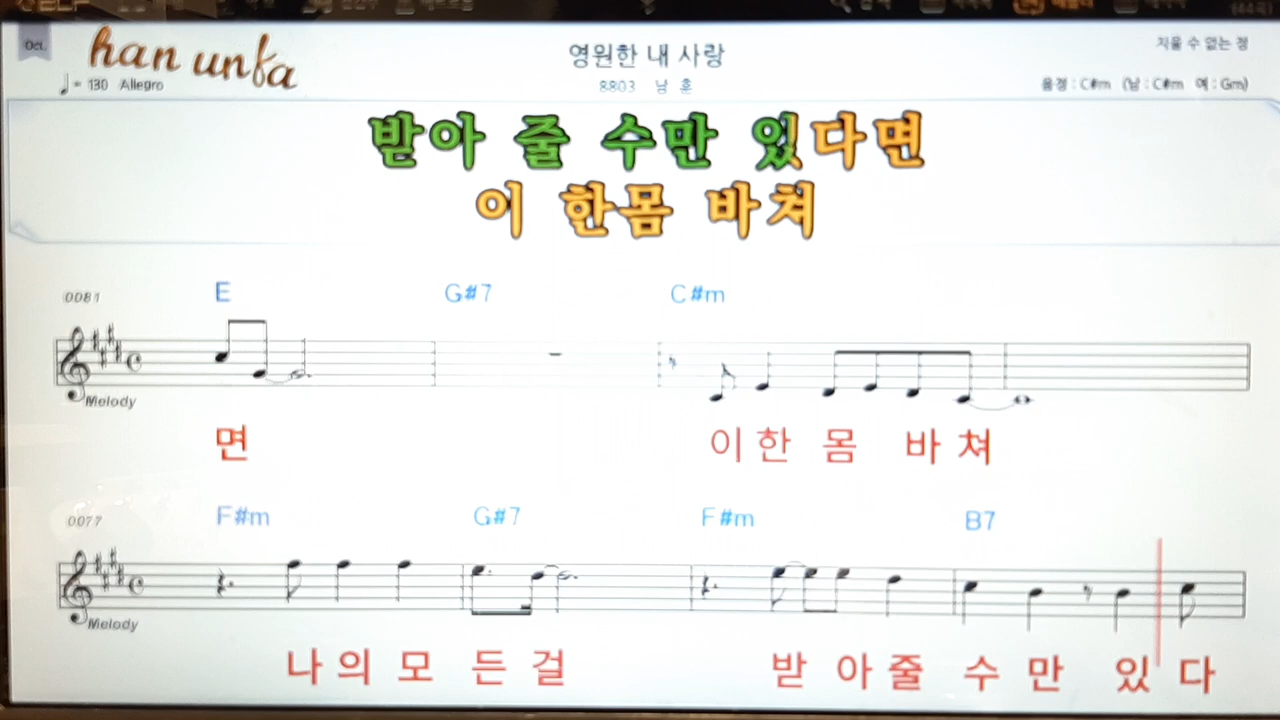 Oct.
han unfa
영원한 내 사랑
지울 수 없는 정
= 130 Allegro
8803 남 훈
음정 : C#m (남 : C#m 여 : Gm)
받아 줄 수만 있다면
이 한몸 바쳐
0081 E G#7 C#m
Melody
면 이 한 몸 바 쳐
0077 F#m G#7 F#m B7
Melody
나 의 모 든 걸 받 아 줄 수 만 있 다